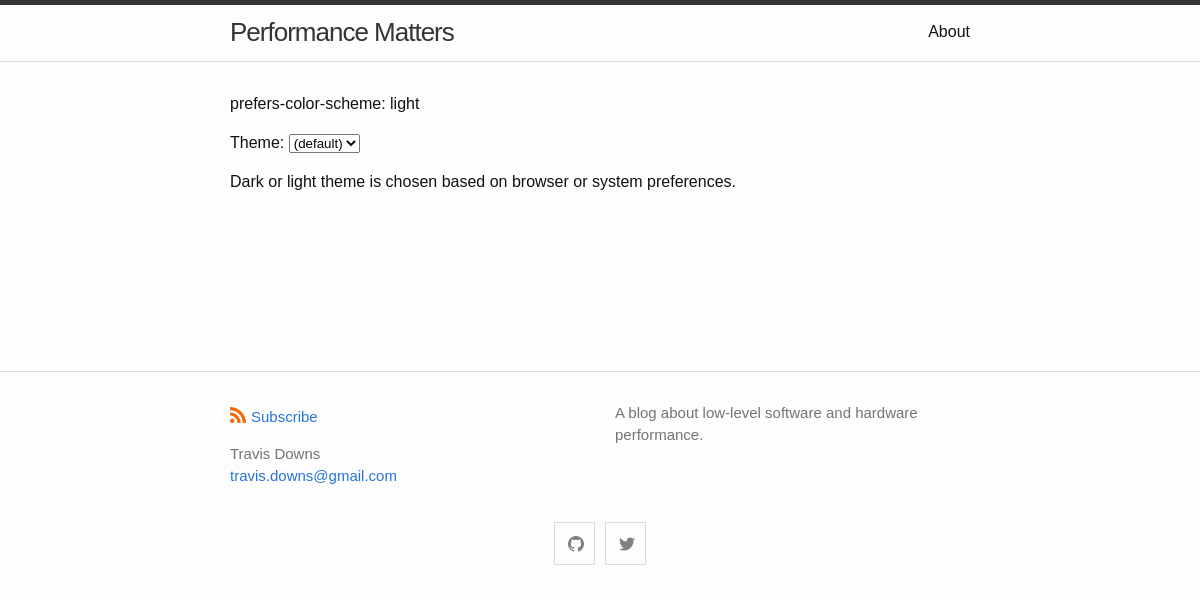 Performance Matters
About
prefers-color-scheme: light
Theme: (default)
Dark or light theme is chosen based on browser or system preferences.
Subscribe
Travis Downs
travis.downs@gmail.com
A blog about low-level software and hardware
performance.